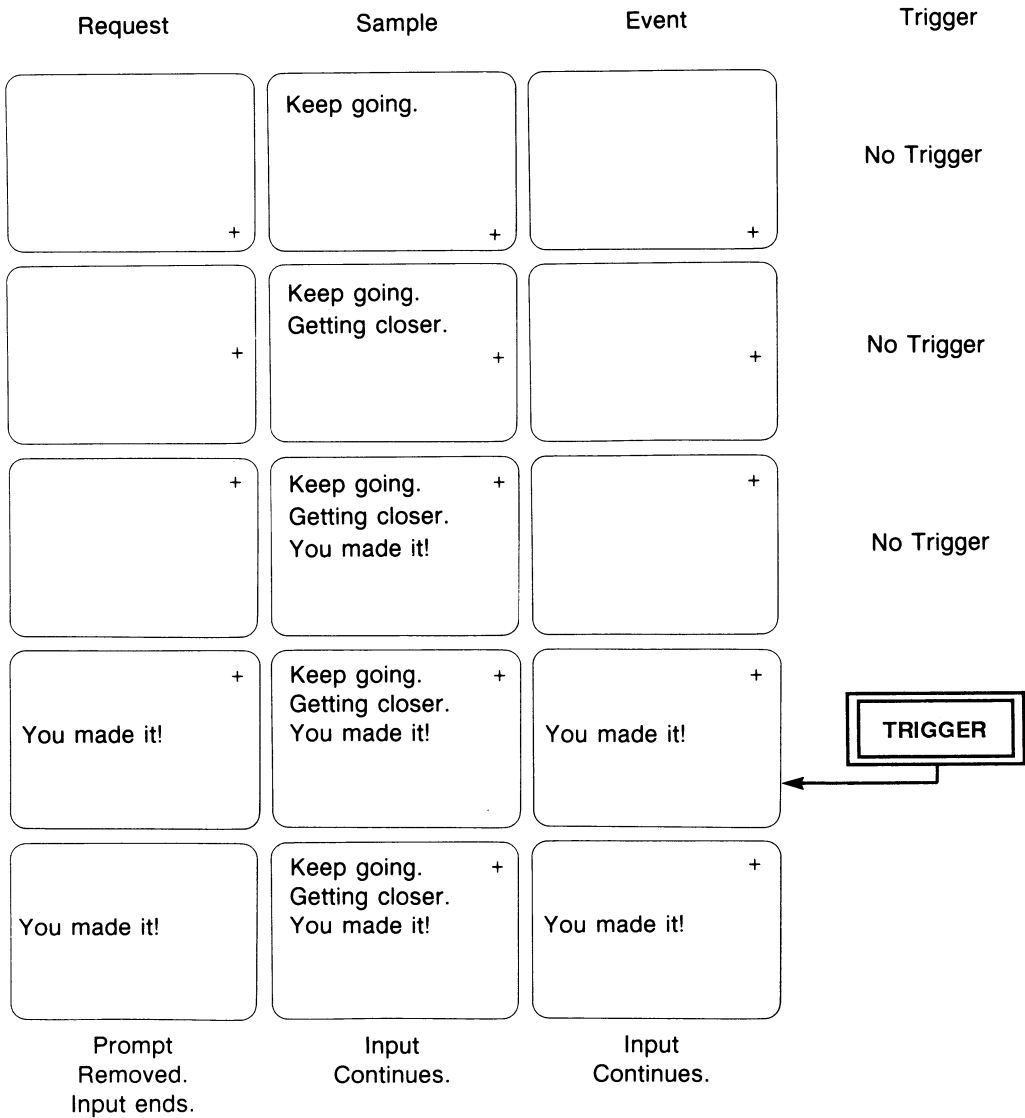 Request Sample Event Trigger
+ Keep going. + + No Trigger
+ Keep going.
Getting closer. + + No Trigger
+ Keep going. + + No Trigger
Getting closer.
You made it!
+ Keep going. + +
Getting closer.
You made it! You made it! You made it! TRIGGER
Keep going. + +
Getting closer.
You made it! You made it! You made it!
Prompt Input Input
Removed. Continues. Continues.
Input ends.